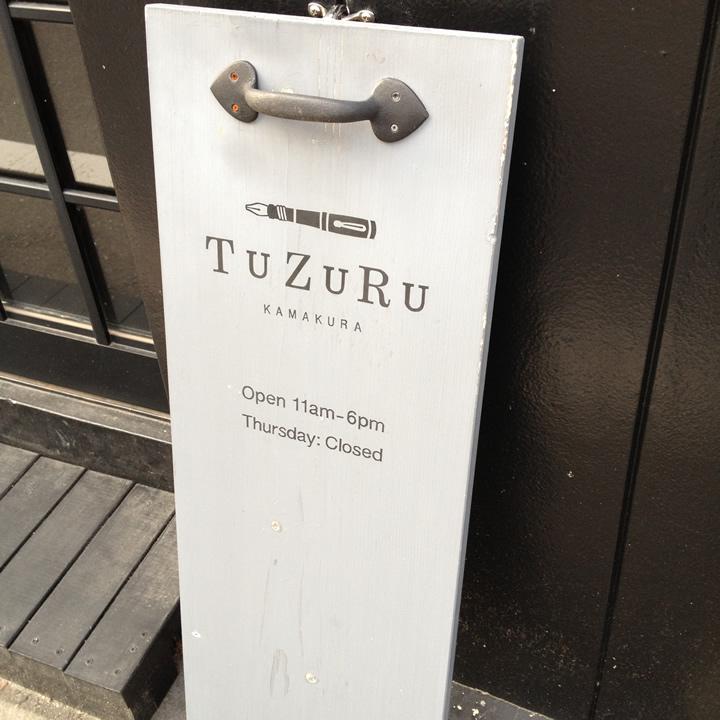 TUZURU
KAMAKURA
Open 11am-6pm
Thursday: Closed